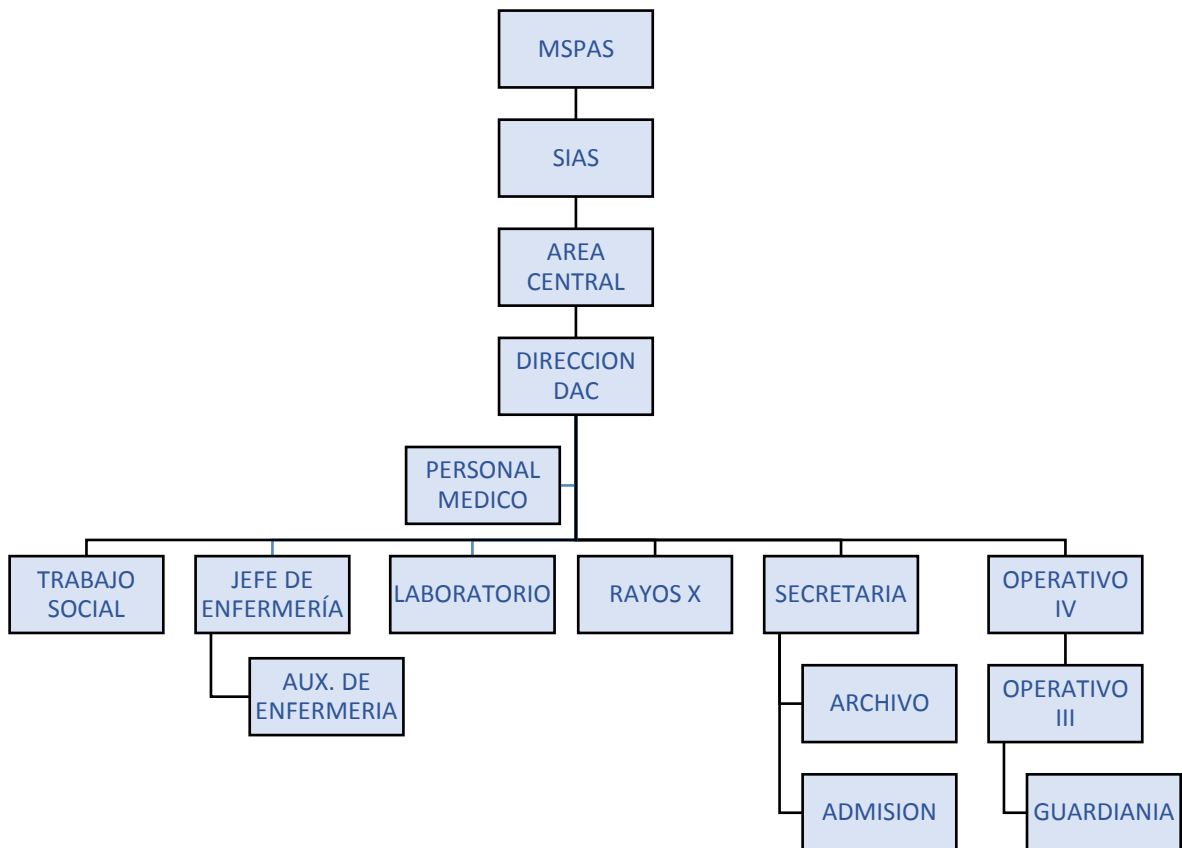 MSPAS
SIAS
AREA
CENTRAL
DIRECCION
DAC
PERSONAL
MEDICO
TRABAJO
SOCIAL
JEFE DE
ENFERMERÍA
LABORATORIO
RAYOS X
SECRETARIA
OPERATIVO
IV
AUX. DE
ENFERMERIA
ARCHIVO
OPERATIVO
III
ADMISION
GUARDIANIA